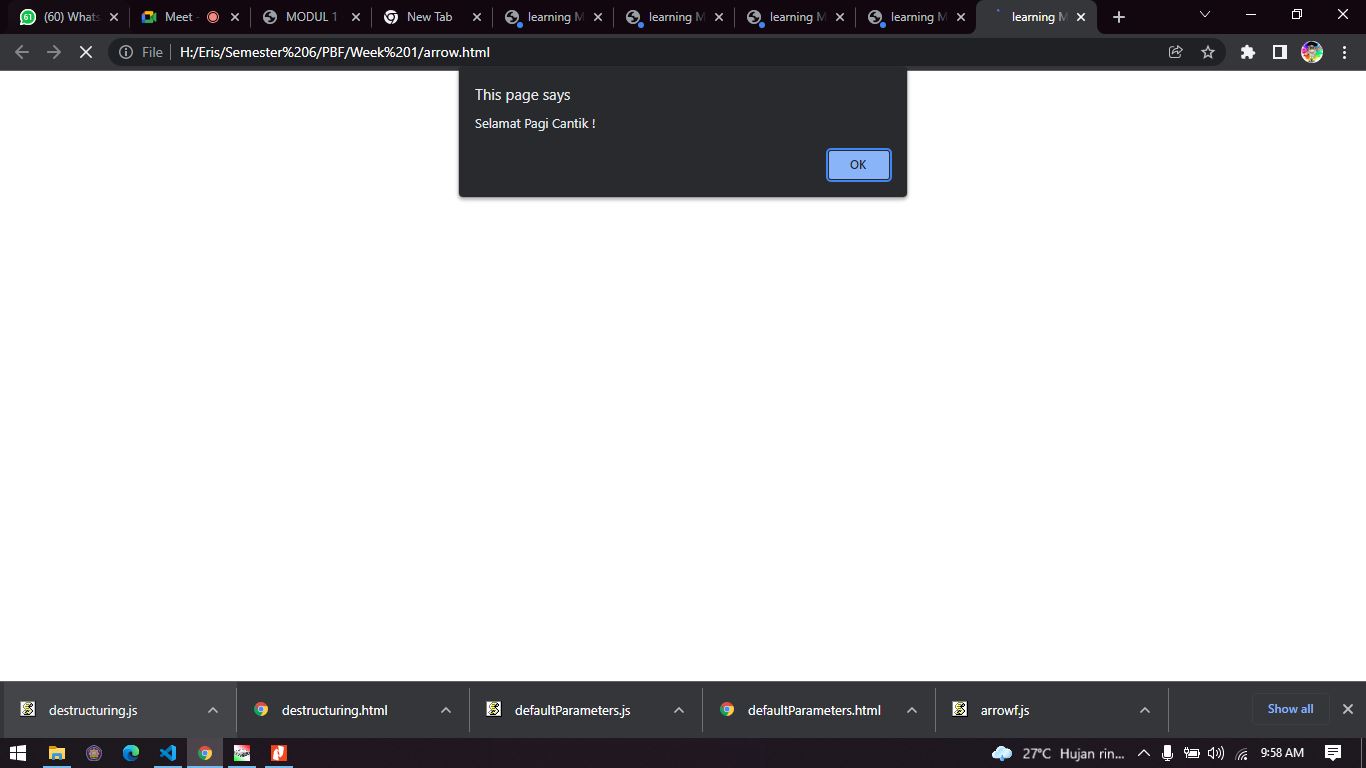 61
(60) Whats
Meet -
MODUL 1
New Tab
learning M
learning M
learning M
learning M
learning M
File
H:/Eris/Semester%206/PBF/Week%201/arrow.html
This page says
Selamat Pagi Cantik !
OK
destructuring.js
destructuring.html
defaultParameters.js
defaultParameters.html
arrowf.js
Show all
27°C Hujan rin...
9:58 AM